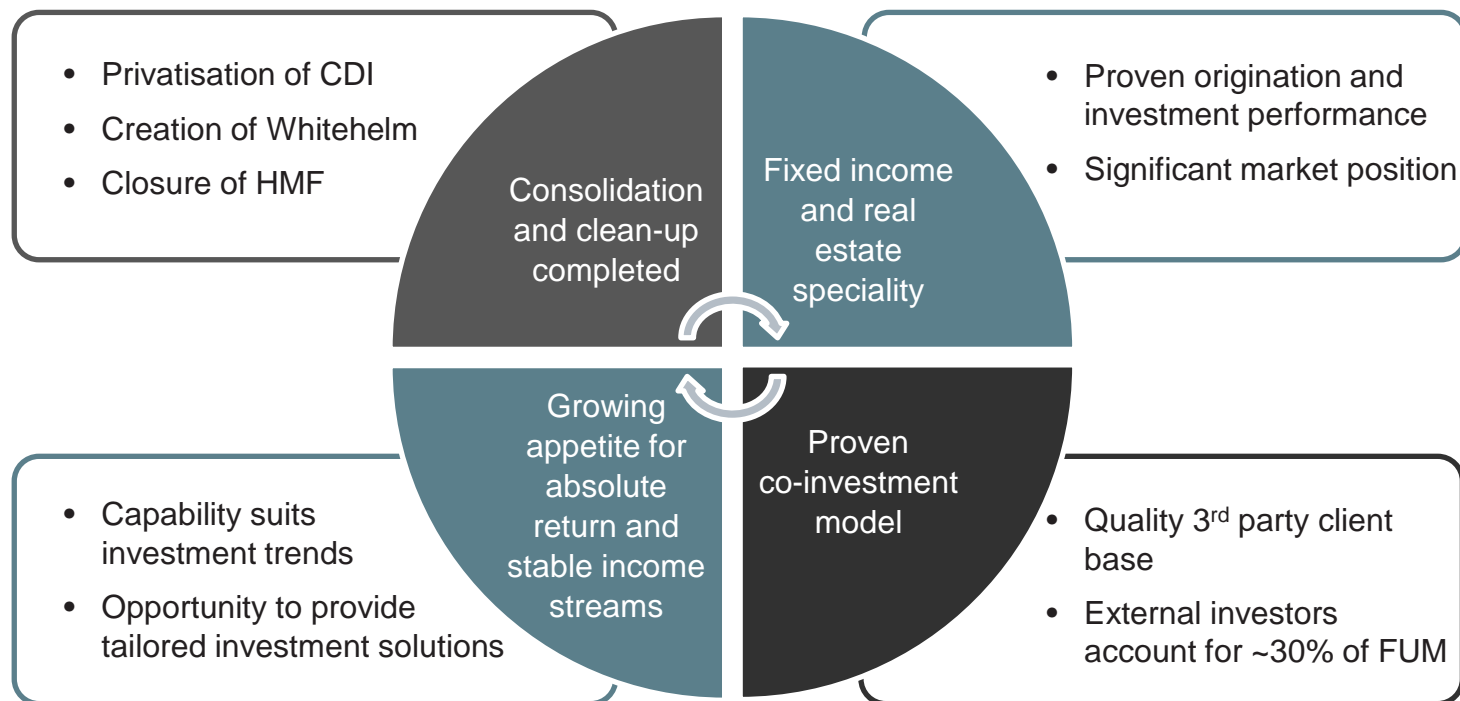 • Privatisation of CDI
• Creation of Whitehelm
• Closure of HMF
Consolidation
and clean-up
completed
Fixed income
and real
estate
speciality
• Proven origination and
investment performance
• Significant market position
• Capability suits
investment trends
• Opportunity to provide
tailored investment solutions
Growing
appetite for
absolute
return and
stable income
streams
Proven
co-investment
model
• Quality 3rd party client
base
• External investors
account for ~30% of FUM